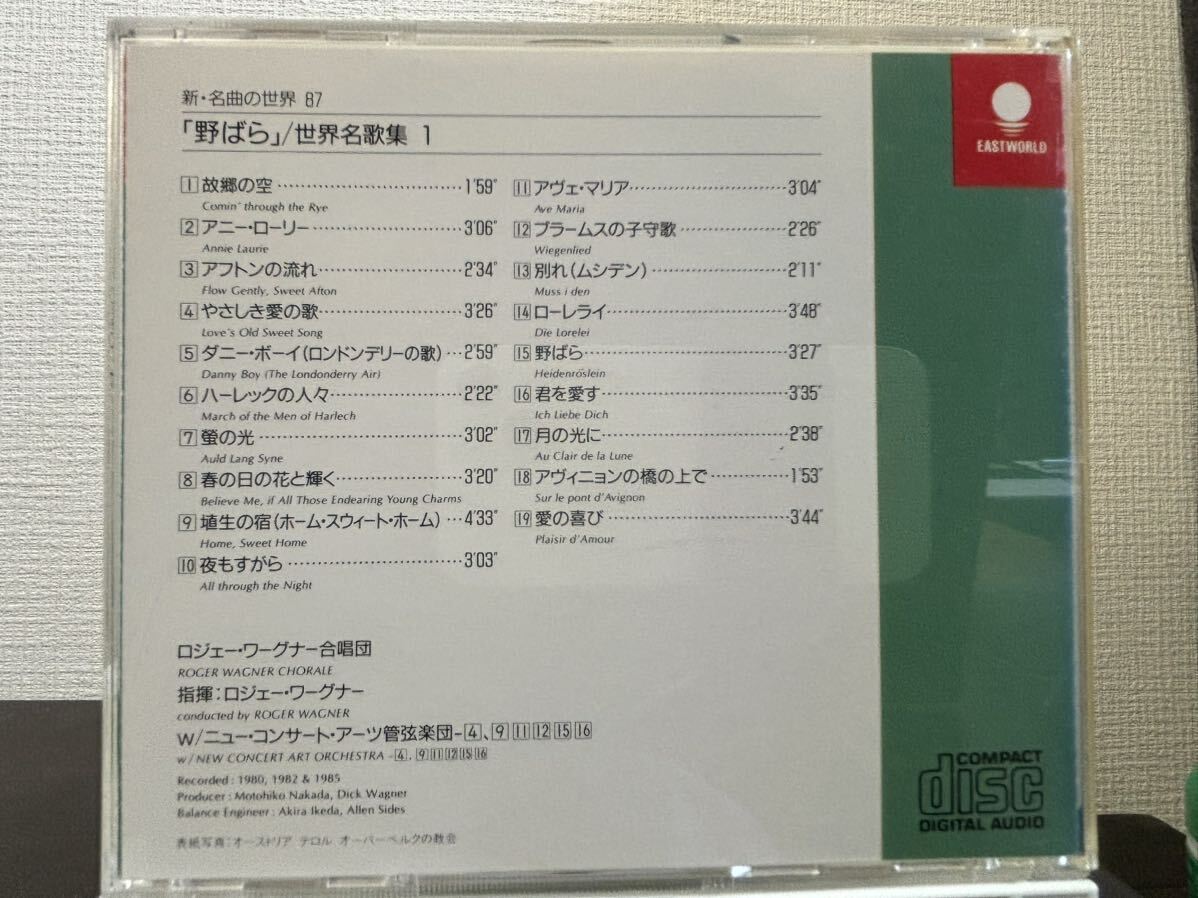 新・名曲の世界 87
「野ばら」/世界名歌集 1
EASTWORLD
1 故郷の空 1'59"
Comin' through the Rye
2 アニー・ローリー 3'06"
Annie Laurie
3 アフトンの流れ 2'34"
Flow Gently, Sweet Afton
4 やさしき愛の歌 3'26"
Love's Old Sweet Song
5 ダニー・ボーイ(ロンドンデリーの歌) 2'59"
Danny Boy (The Londonderry Air)
6 ハーレックの人々 2'22"
March of the Men of Harlech
7 螢の光 3'02"
Auld Lang Syne
8 春の日の花と輝く 3'20"
Believe Me, if All Those Endearing Young Charms
9 埴生の宿(ホーム・スウィート・ホーム) 4'33"
Home, Sweet Home
10 夜もすがら 3'03"
All through the Night
11 アヴェ・マリア 3'04"
Ave Maria
12 ブラームスの子守歌 2'26"
Wiegenlied
13 別れ(ムシデン) 2'11"
Muss i den
14 ローレライ 3'48"
Die Lorelei
15 野ばら 3'27"
Heidenröslein
16 君を愛す 3'35"
Ich Liebe Dich
17 月の光に 2'38"
Au Clair de la Lune
18 アヴィニョンの橋の上で 1'53"
Sur le pont d'Avignon
19 愛の喜び 3'44"
Plaisir d'Amour
ロジェー・ワーグナー合唱団
ROGER WAGNER CHORALE
指揮:ロジェー・ワーグナー
conducted by ROGER WAGNER
w/ニュー・コンサート・アーツ管弦楽団-4、9 11 12 15 16
w/NEW CONCERT ART ORCHESTRA -4, 9 11 12 15 16
Recorded : 1980, 1982 & 1985
Producer : Motohiko Nakada, Dick Wagner
Balance Engineer : Akira Ikeda, Allen Sides
表紙写真:オーストリア テロル オーバーベルクの教会
COMPACT
disc
DIGITAL AUDIO